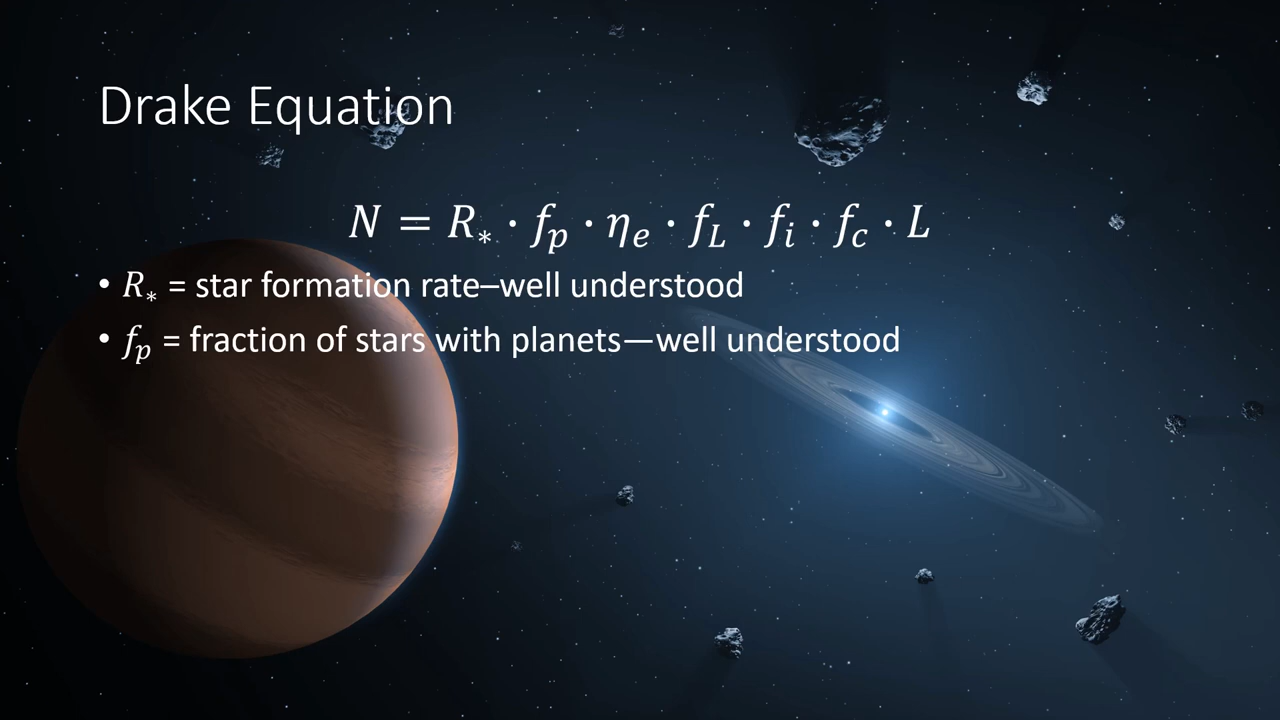 Drake Equation
N = R∗ · fp · ηe · fL · fi · fc · L
• R∗ = star formation rate–well understood
• fp = fraction of stars with planets—well understood